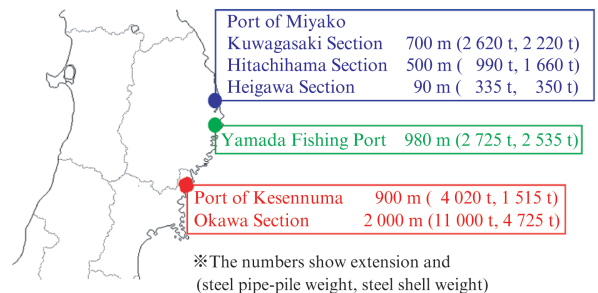 Port of Miyako
Kuwagasaki Section 700 m (2 620 t, 2 220 t)
Hitachihama Section 500 m ( 990 t, 1 660 t)
Heigawa Section 90 m ( 335 t, 350 t)
Yamada Fishing Port 980 m (2 725 t, 2 535 t)
Port of Kesennuma 900 m ( 4 020 t, 1 515 t)
Okawa Section 2 000 m (11 000 t, 4 725 t)
※The numbers show extension and
(steel pipe-pile weight, steel shell weight)